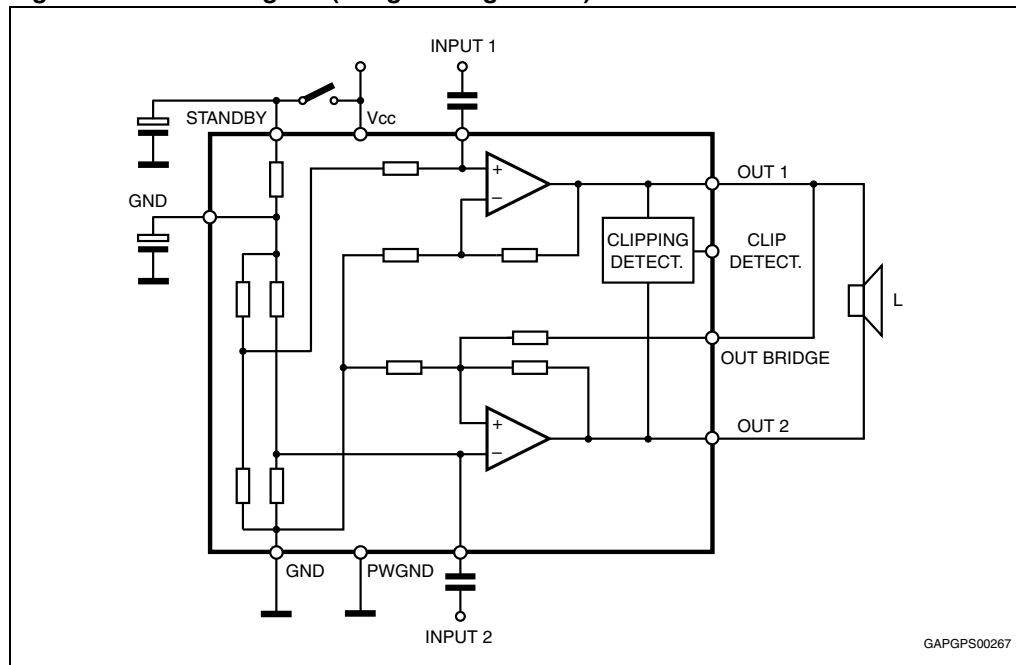 INPUT 1
STANDBY
Vcc
GND
+
−
OUT 1
CLIPPING
DETECT.
CLIP
DETECT.
L
OUT BRIDGE
+
−
OUT 2
GND
PWGND
INPUT 2
GAPGPS00267